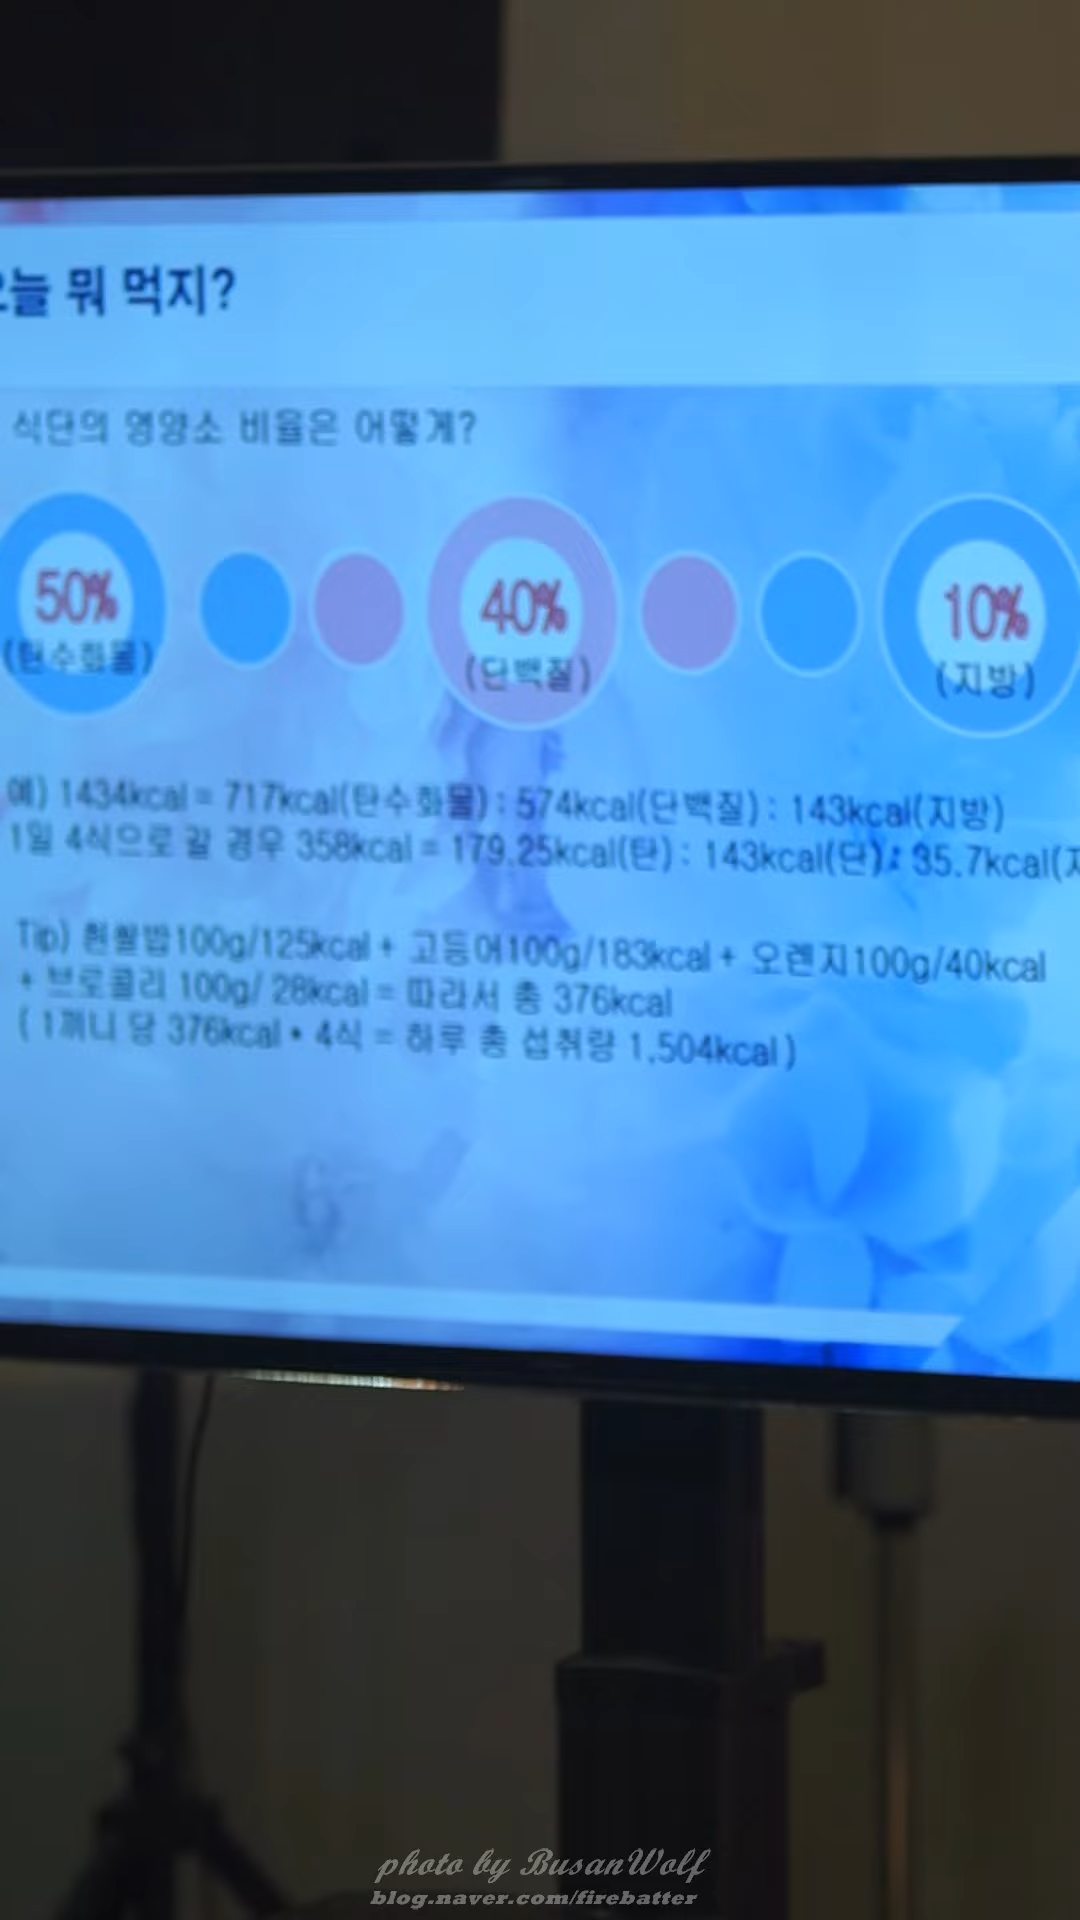 오늘 뭐 먹지?
식단의 영양소 비율은 어떻게?
50%
(탄수화물)
40%
(단백질)
10%
(지방)
예) 1434kcal = 717kcal(탄수화물) : 574kcal(단백질) : 143kcal(지방)
1일 4식으로 갈 경우 358kcal = 179.25kcal(탄) : 143kcal(단) : 35.7kcal(지
Tip) 흰쌀밥100g/125kcal + 고등어100g/183kcal + 오렌지100g/40kcal
+ 브로콜리 100g/ 28kcal = 따라서 총 376kcal
( 1끼니 당 376kcal * 4식 = 하루 총 섭취량 1,504kcal )
photo by BusanWolf
blog.naver.com/firebatter